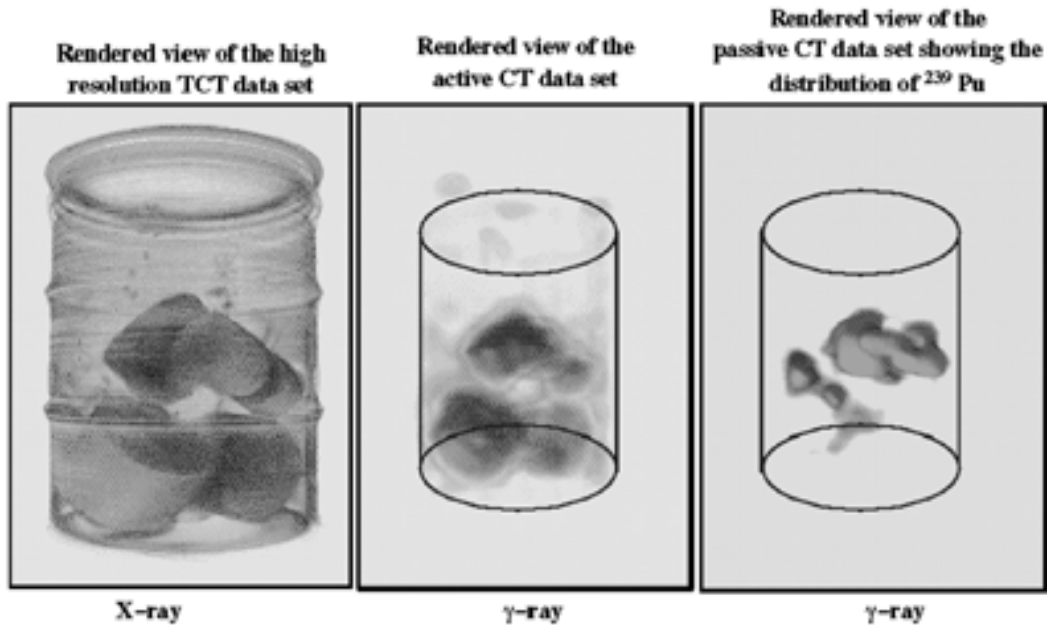 Rendered view of the high
resolution TCT data set
Rendered view of the
active CT data set
Rendered view of the
passive CT data set showing the
distribution of ²³⁹ Pu
X-ray
γ-ray
γ-ray